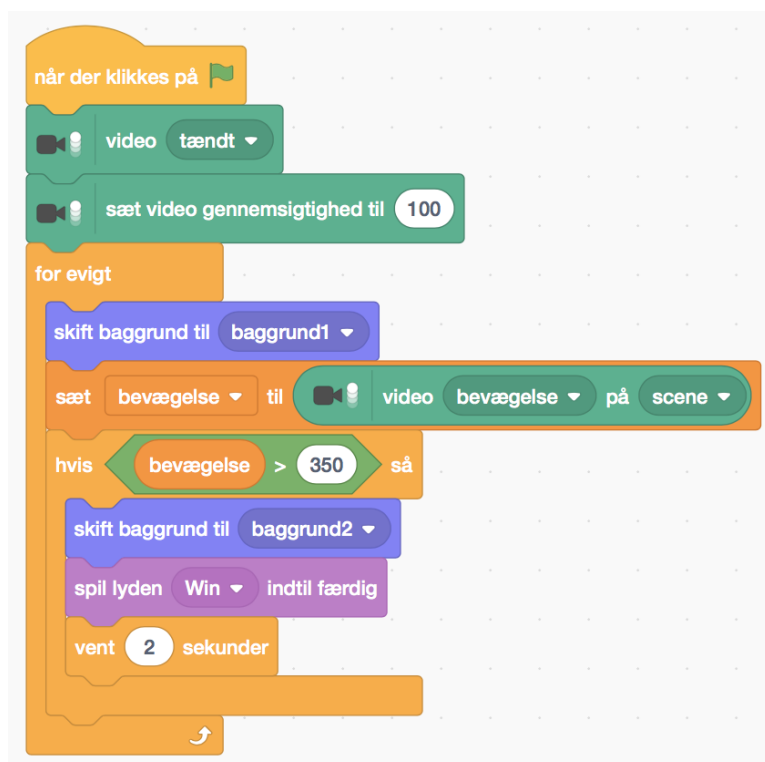 når der klikkes på
video tændt
sæt video gennemsigtighed til 100
for evigt
skift baggrund til baggrund1
sæt bevægelse til video bevægelse på scene
hvis bevægelse > 350 så
skift baggrund til baggrund2
spil lyden Win indtil færdig
vent 2 sekunder